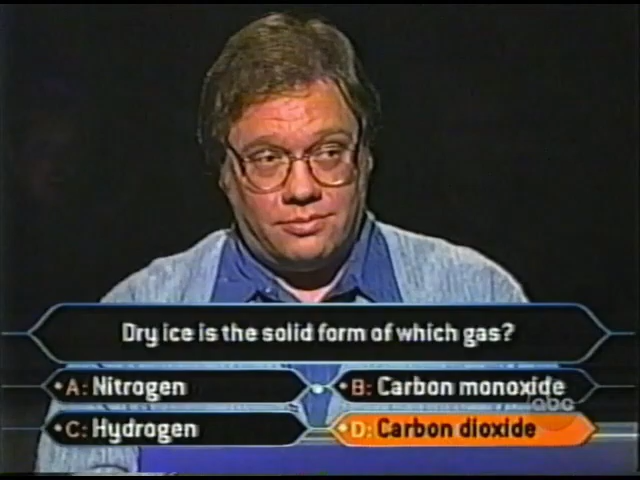 Dry ice is the solid form of which gas?
A: Nitrogen
B: Carbon monoxide
abc
C: Hydrogen
D: Carbon dioxide